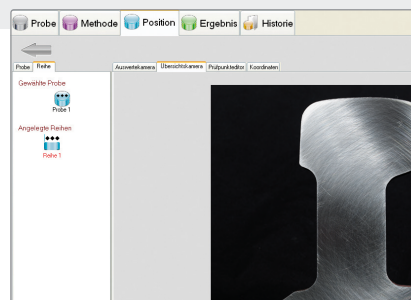 Probe Methode Position Ergebnis Historie
Probe Reihe Auswertekamera Übersichtskamera Prüfpunkteditor Koordinaten
Gewählte Probe
Probe 1
Angelegte Reihen
Reihe 1